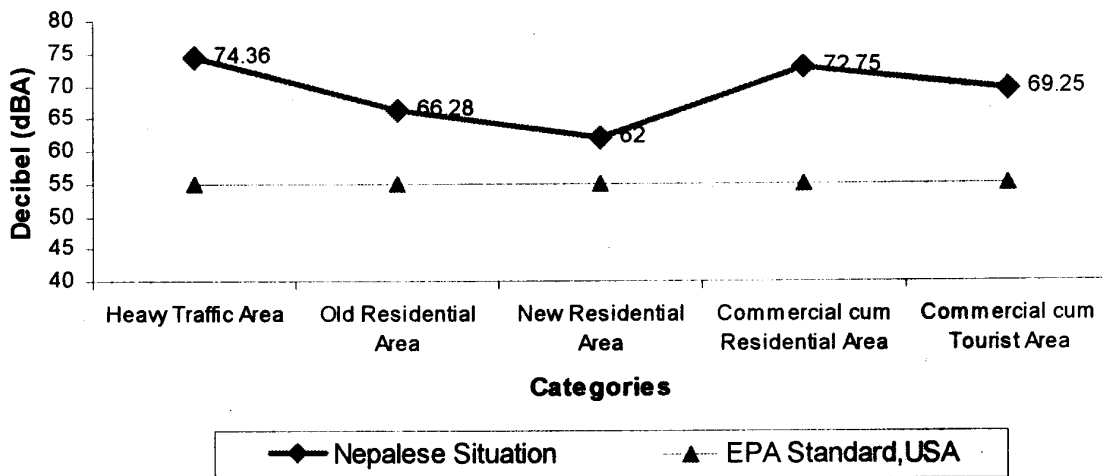 80
75
70
65
60
55
50
45
40
Decibel (dBA)
74.36
66.28
62
72.75
69.25
Heavy Traffic Area
Old Residential
Area
New Residential
Area
Commercial cum
Residential Area
Commercial cum
Tourist Area
Categories
Nepalese Situation
EPA Standard,USA